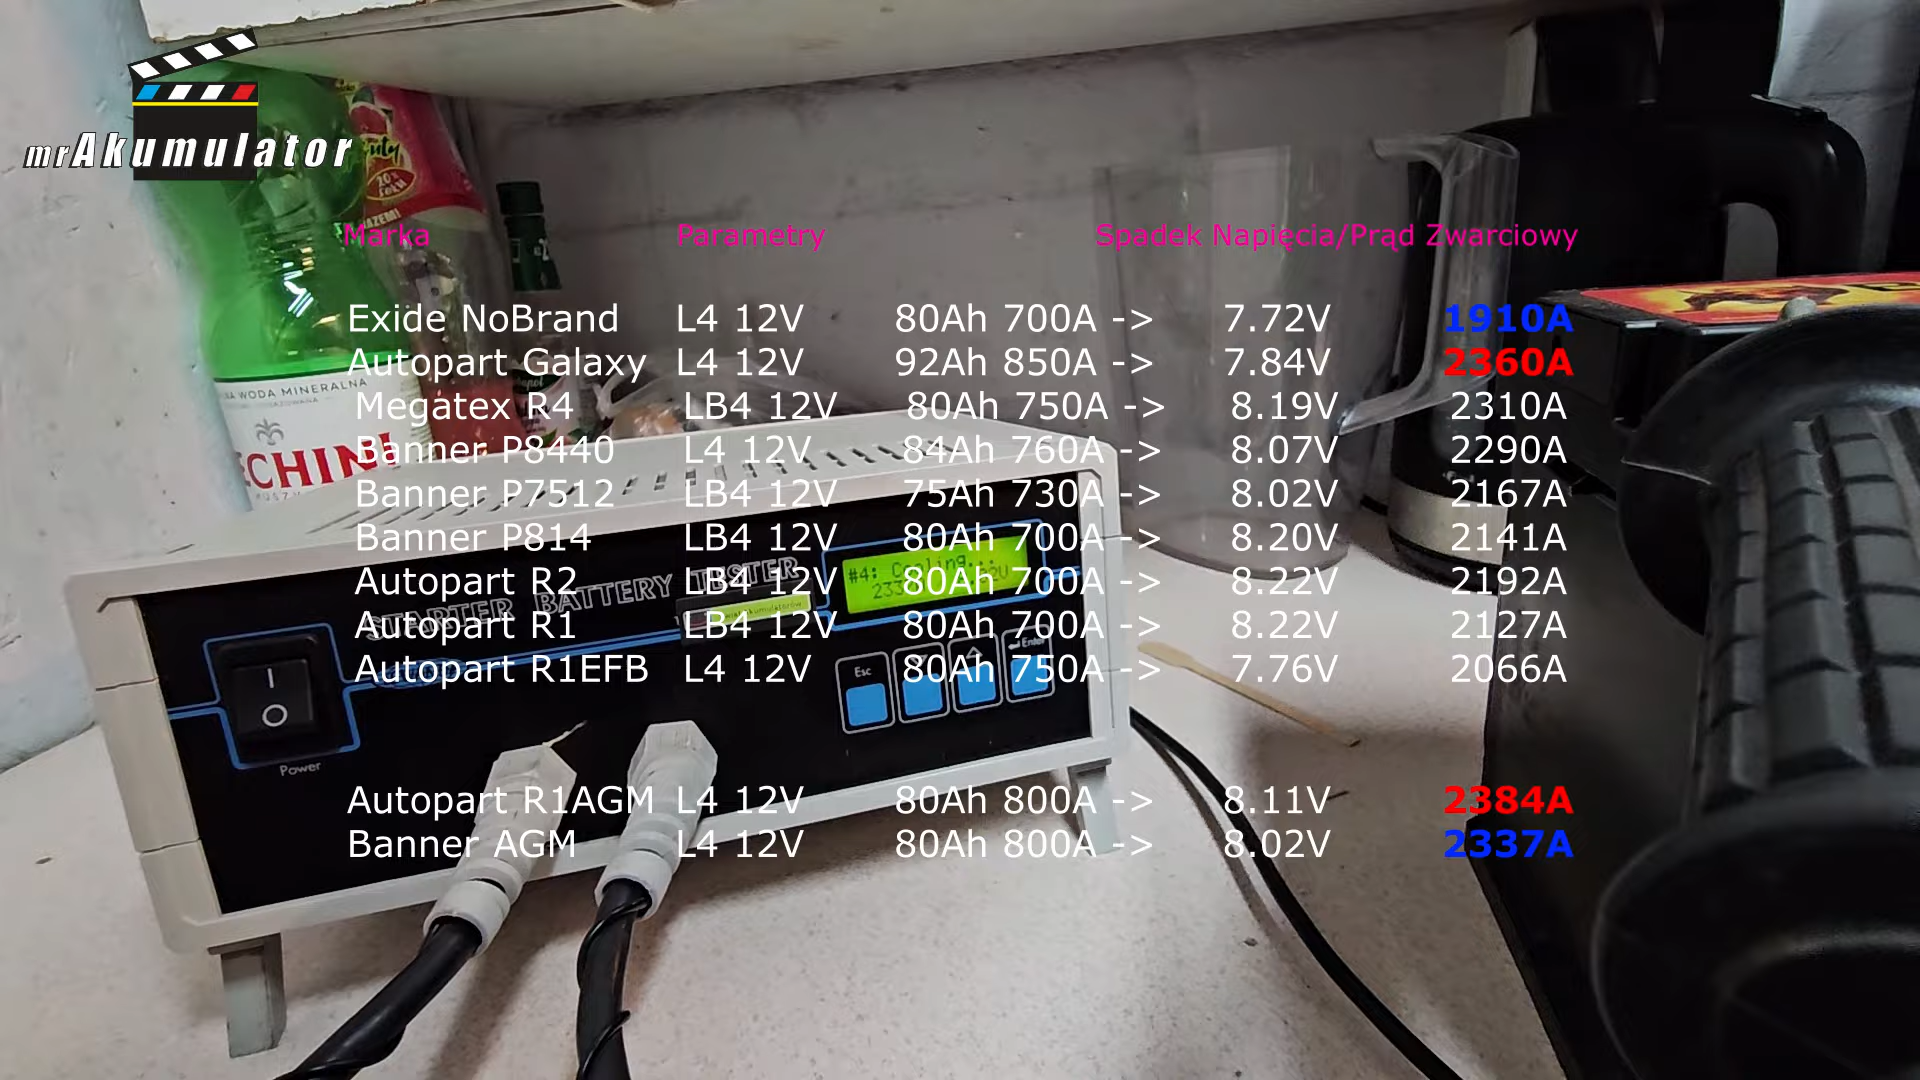 mrAkumulator
Marka Parametry Spadek Napięcia/Prąd Zwarciowy
Exide NoBrand L4 12V 80Ah 700A -> 7.72V 1910A
Autopart Galaxy L4 12V 92Ah 850A -> 7.84V 2360A
Megatex R4 LB4 12V 80Ah 750A -> 8.19V 2310A
Banner P8440 L4 12V 84Ah 760A -> 8.07V 2290A
Banner P7512 LB4 12V 75Ah 730A -> 8.02V 2167A
Banner P814 LB4 12V 80Ah 700A -> 8.20V 2141A
Autopart R2 LB4 12V 80Ah 700A -> 8.22V 2192A
Autopart R1 LB4 12V 80Ah 700A -> 8.22V 2127A
Autopart R1EFB L4 12V 80Ah 750A -> 7.76V 2066A
Autopart R1AGM L4 12V 80Ah 800A -> 8.11V 2384A
Banner AGM L4 12V 80Ah 800A -> 8.02V 2337A
WODA MINERALNA
STARTER BATTERY TESTER
#4: Cooling...
Esc
Enter
Power